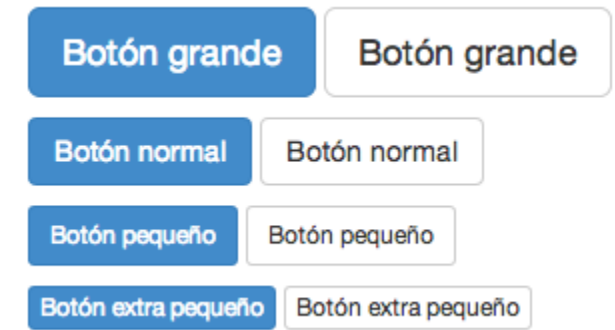 Botón grande Botón grande
Botón normal Botón normal
Botón pequeño Botón pequeño
Botón extra pequeño Botón extra pequeño